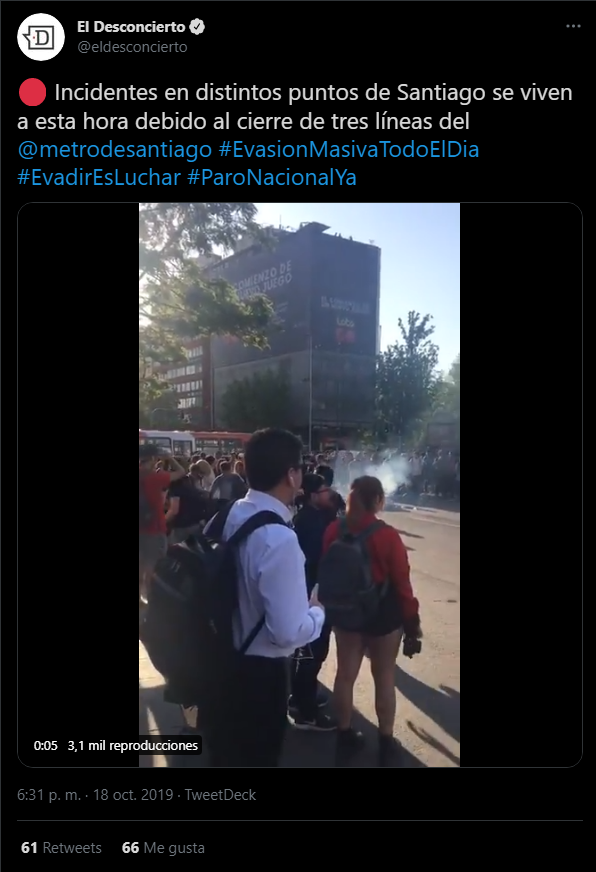 El Desconcierto
@eldesconcierto
Incidentes en distintos puntos de Santiago se viven
a esta hora debido al cierre de tres líneas del
@metrodesantiago #EvasionMasivaTodoElDia
#EvadirEsLuchar #ParoNacionalYa
COMIENZO DE
JUEGO
0:05 3,1 mil reproducciones
6:31 p. m. · 18 oct. 2019 · TweetDeck
61 Retweets 66 Me gusta